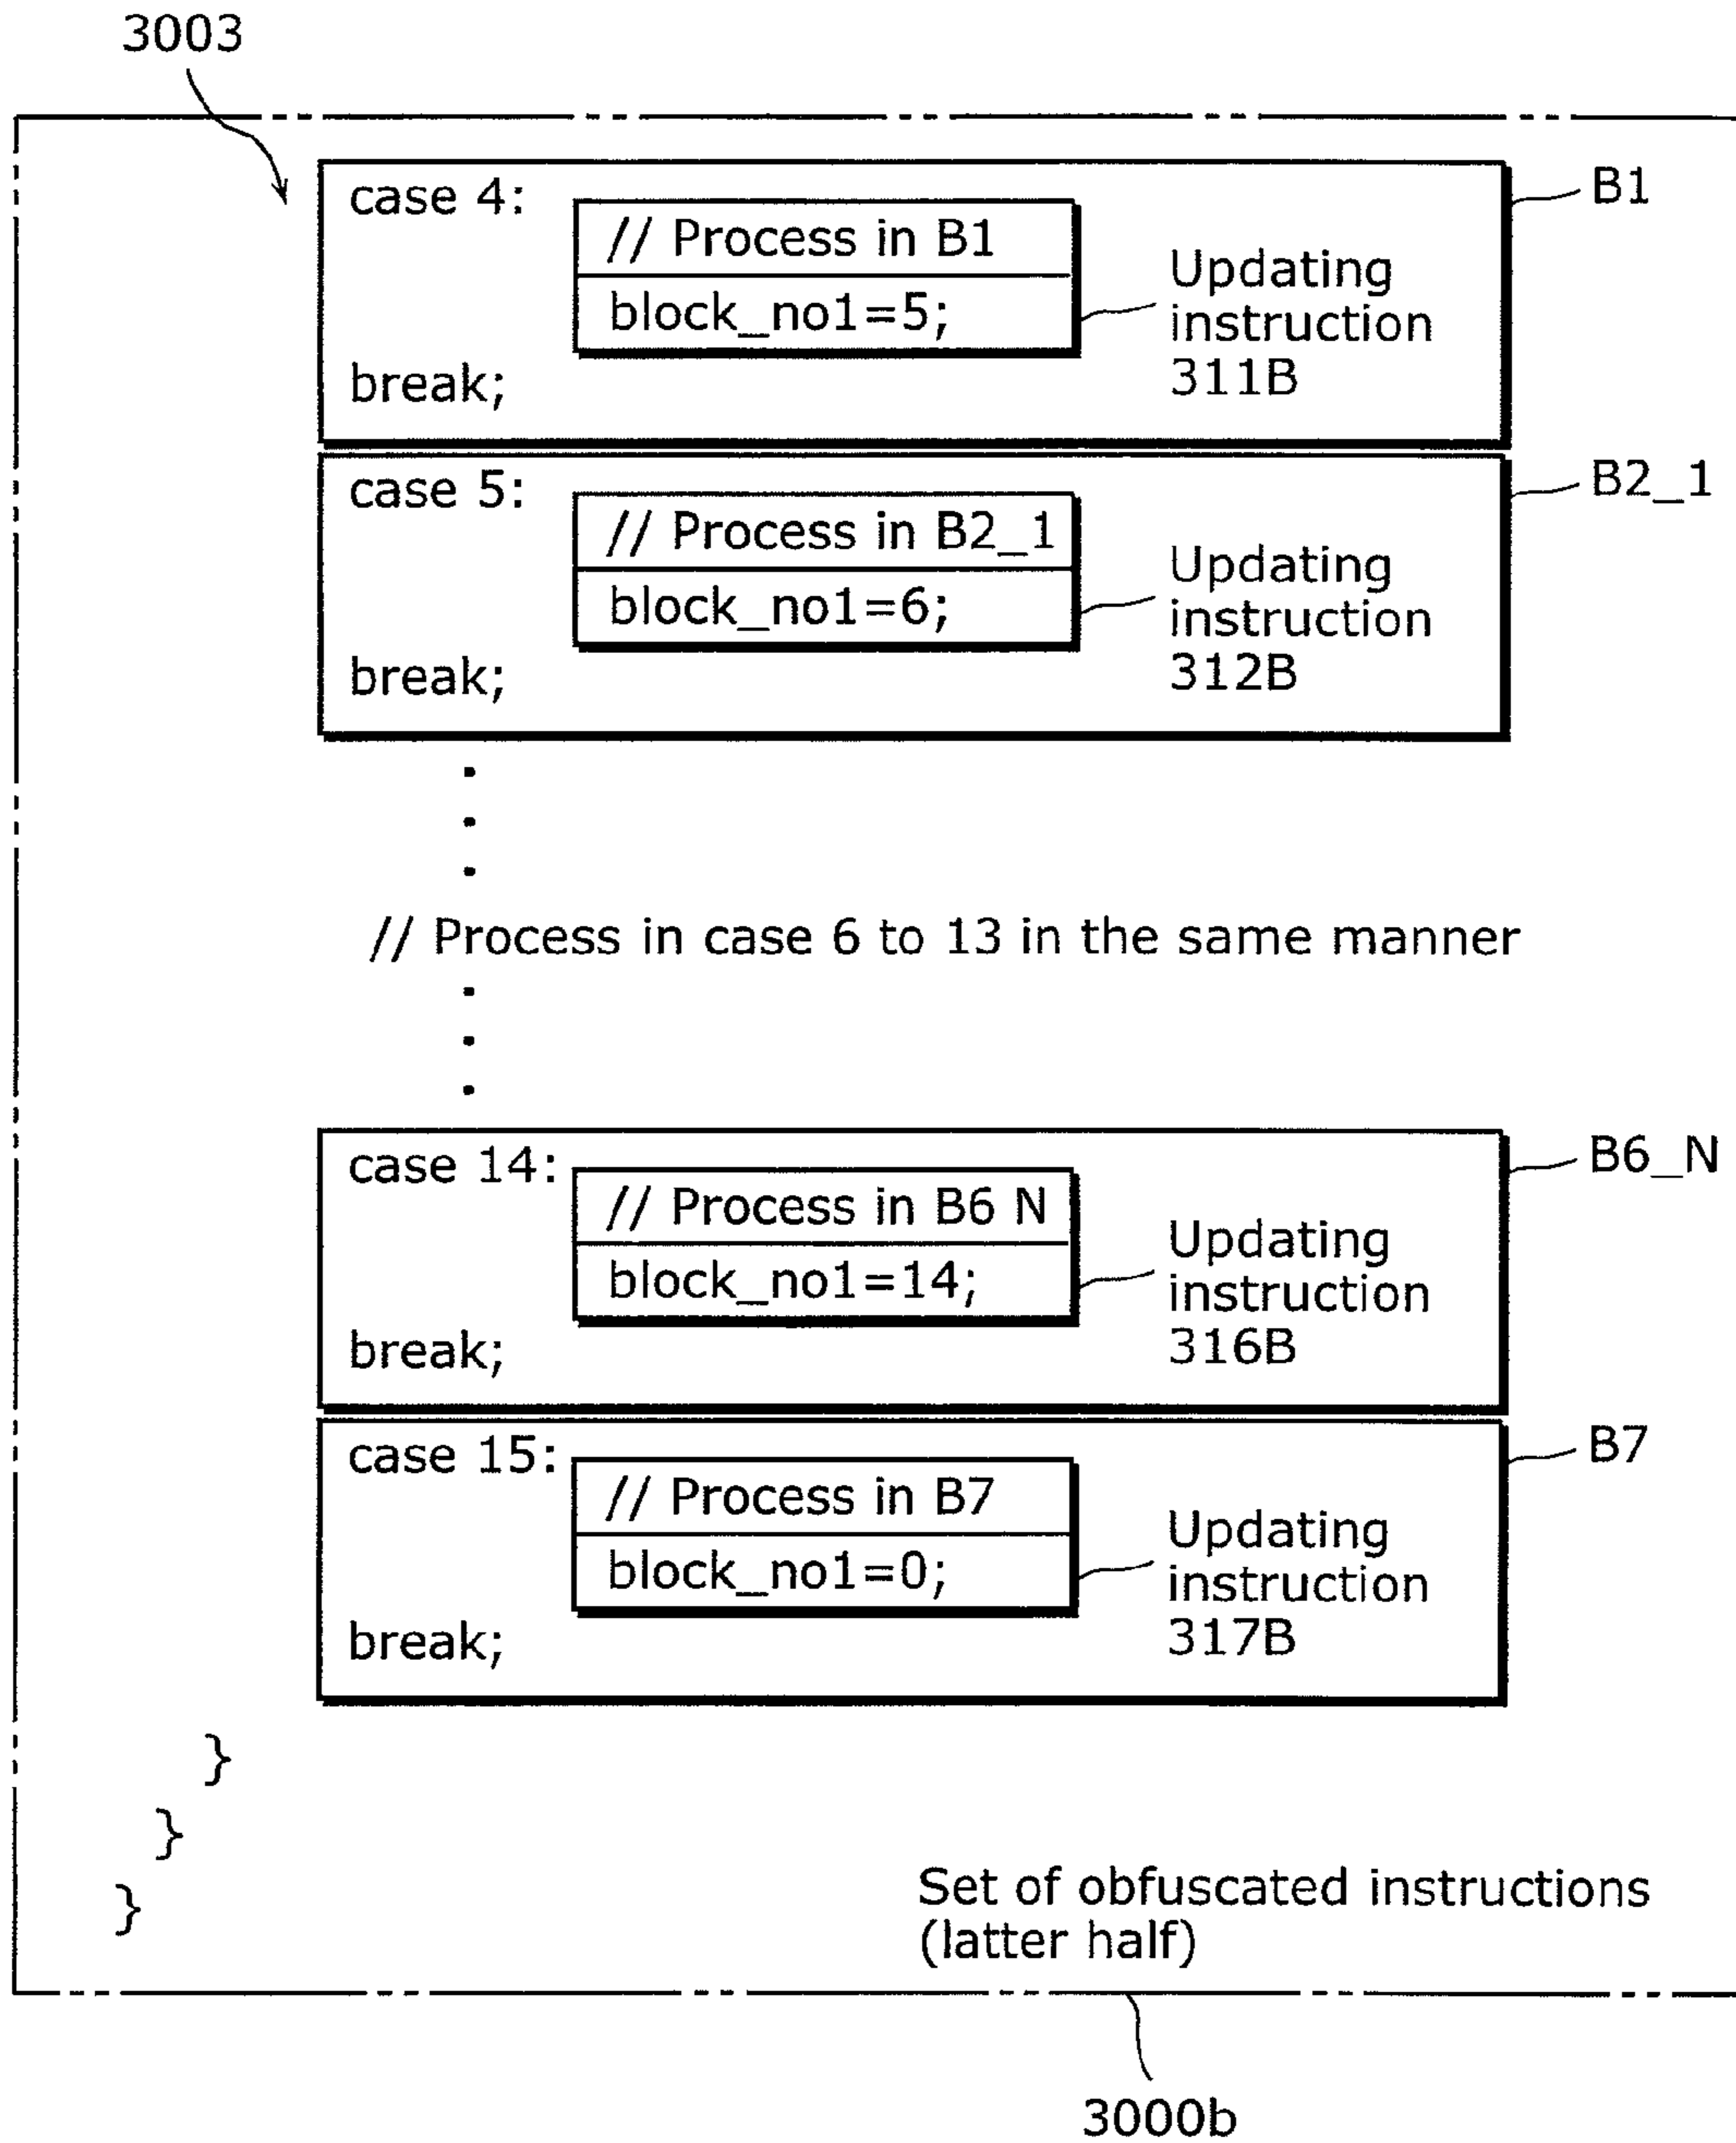 3003
case 4:
// Process in B1
block_no1=5;
break;
Updating
instruction
311B
B1
case 5:
// Process in B2_1
block_no1=6;
break;
Updating
instruction
312B
B2_1
// Process in case 6 to 13 in the same manner
case 14:
// Process in B6 N
block_no1=14;
break;
Updating
instruction
316B
B6_N
case 15:
// Process in B7
block_no1=0;
break;
Updating
instruction
317B
B7
}
}
}
Set of obfuscated instructions
(latter half)
3000b